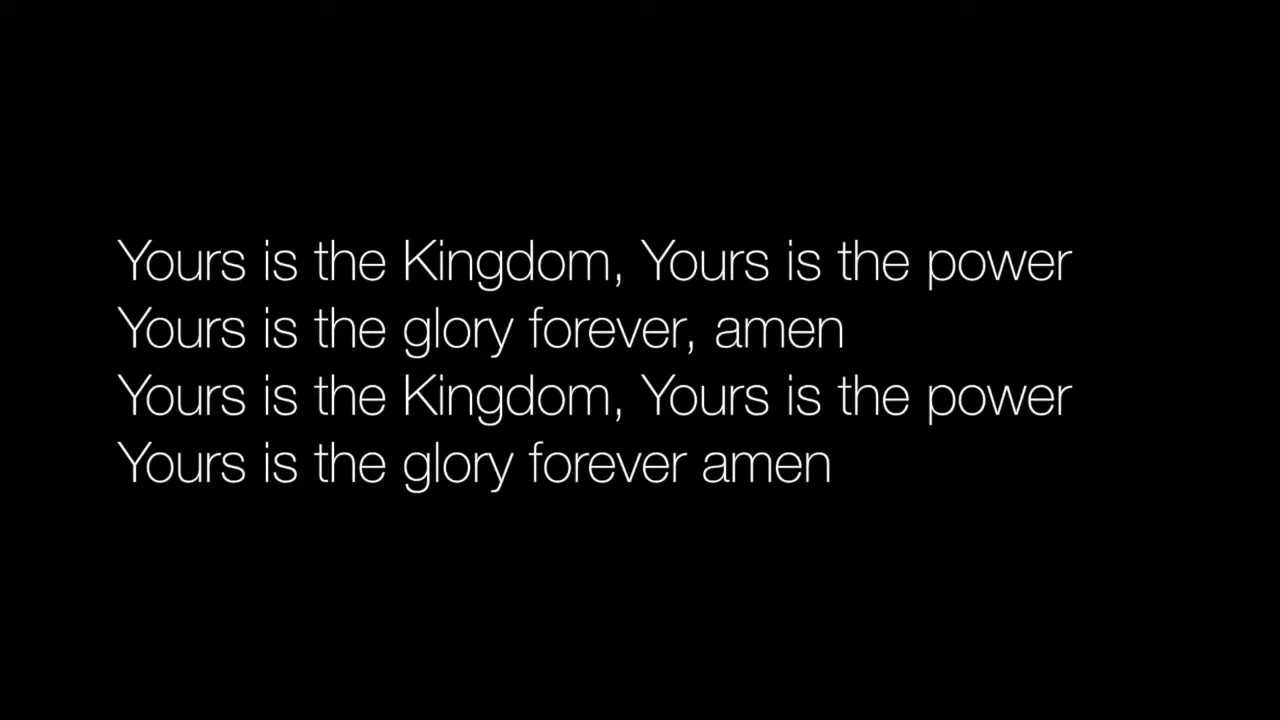 Yours is the Kingdom, Yours is the power
Yours is the glory forever, amen
Yours is the Kingdom, Yours is the power
Yours is the glory forever amen